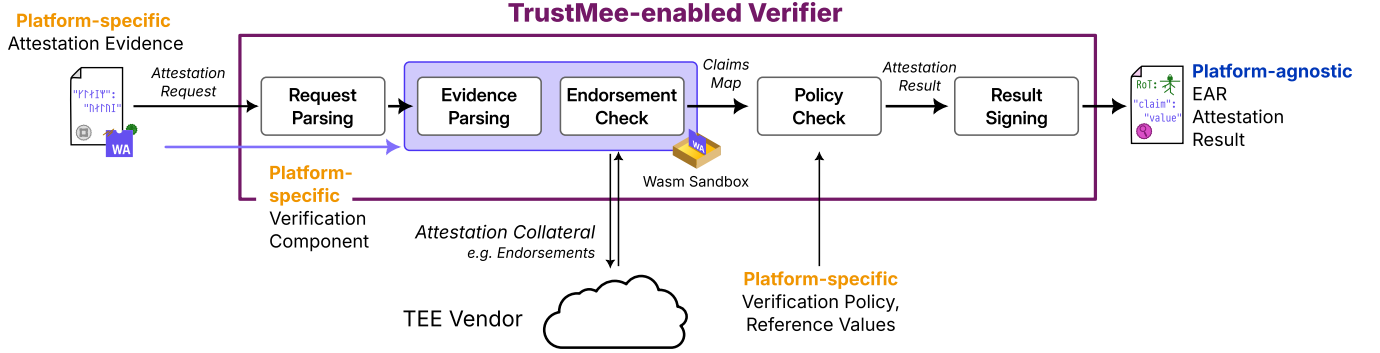 TrustMee-enabled Verifier
Platform-specific
Attestation Evidence
"ᚴᛚᛆᛁᛘ":
"ᚢᛆᛚᚢᛁ"
WA
Attestation
Request
Request
Parsing
Evidence
Parsing
Endorsement
Check
WA
Wasm Sandbox
Claims
Map
Policy
Check
Attestation
Result
Result
Signing
RoT:
"claim":
"value"
Platform-agnostic
EAR
Attestation
Result
Platform-
specific
Verification
Component
Attestation Collateral
e.g. Endorsements
TEE Vendor
Platform-specific
Verification Policy,
Reference Values